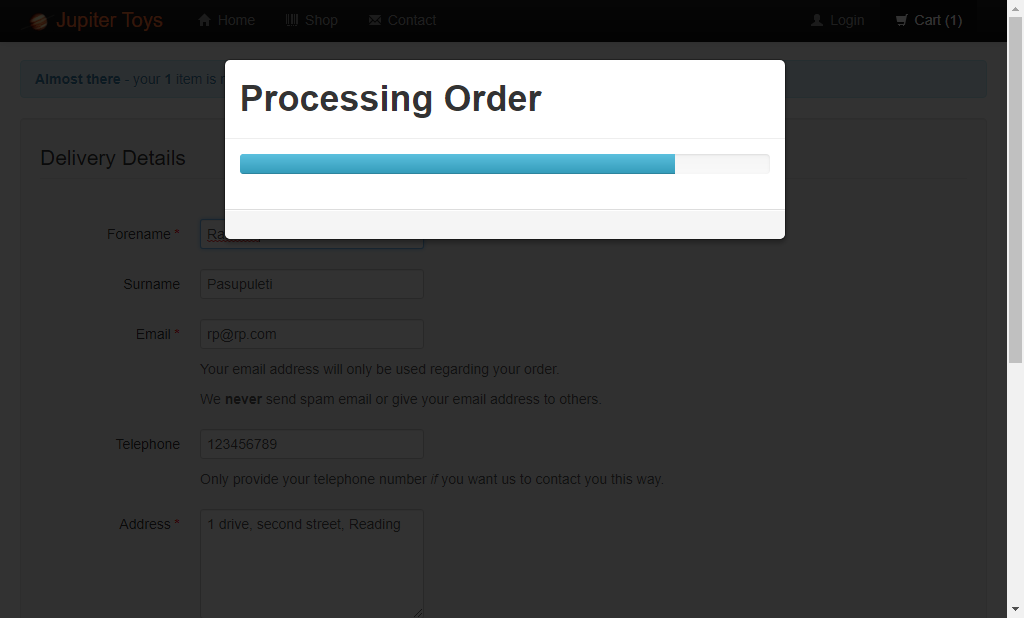 Jupiter Toys Home Shop Contact Login Cart (1)
Almost there - your 1 item is
Processing Order
Delivery Details
Forename *
Surname Pasupuleti
Email * rp@rp.com
Your email address will only be used regarding your order.
We never send spam email or give your email address to others.
Telephone 123456789
Only provide your telephone number if you want us to contact you this way.
Address * 1 drive, second street, Reading